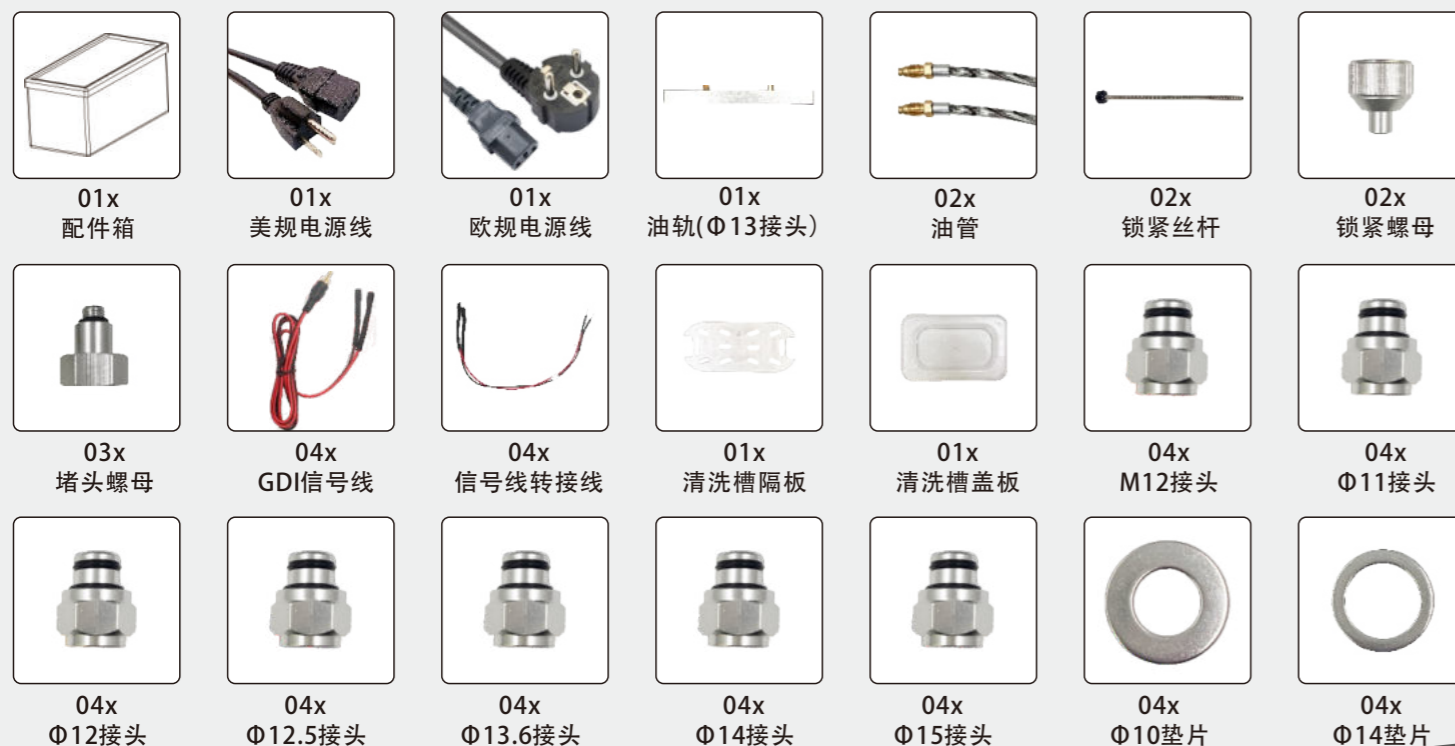 01x
配件箱
01x
美规电源线
01x
欧规电源线
01x
油轨(Φ13接头)
02x
油管
02x
锁紧丝杆
02x
锁紧螺母
03x
堵头螺母
04x
GDI信号线
04x
信号线转接线
01x
清洗槽隔板
01x
清洗槽盖板
04x
M12接头
04x
Φ11接头
04x
Φ12接头
04x
Φ12.5接头
04x
Φ13.6接头
04x
Φ14接头
04x
Φ15接头
04x
Φ10垫片
04x
Φ14垫片